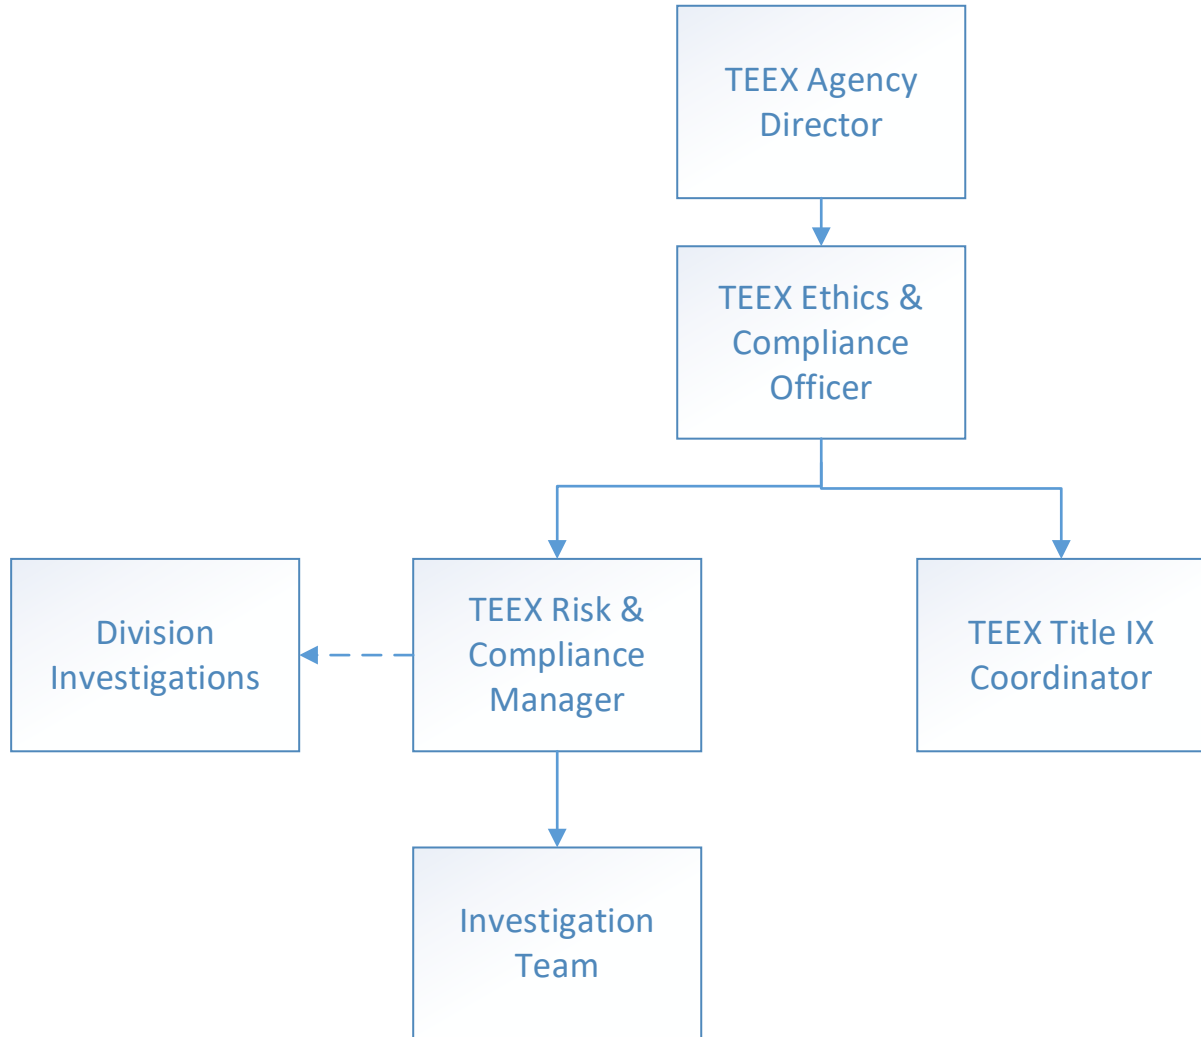 TEEX Agency
Director
TEEX Ethics &
Compliance
Officer
Division
Investigations
TEEX Risk &
Compliance
Manager
TEEX Title IX
Coordinator
Investigation
Team